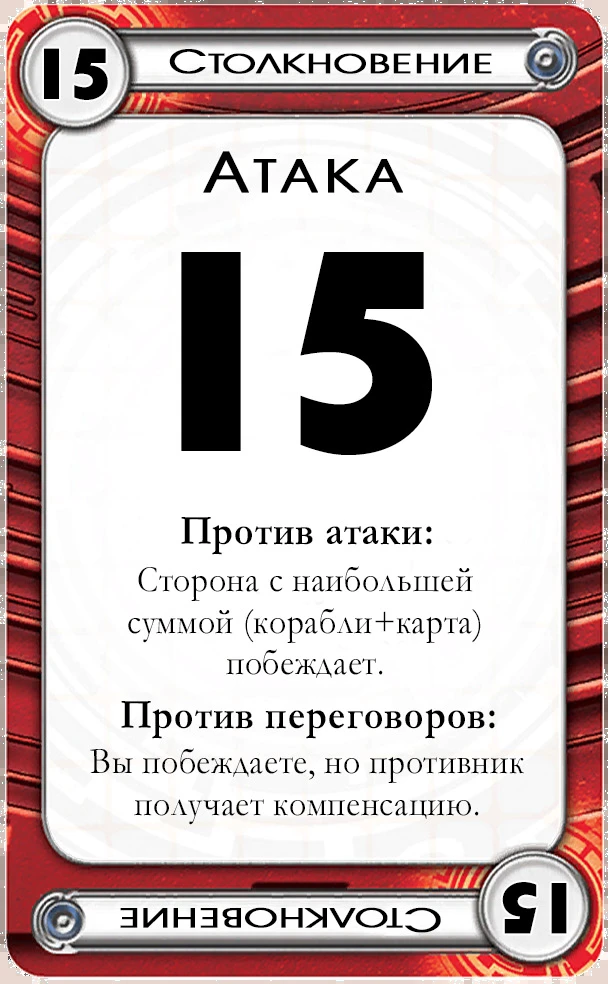 15
Столкновение
Атака
15
Против атаки:
Сторона с наибольшей
суммой (корабли+карта)
побеждает.
Против переговоров:
Вы побеждаете, но противник
получает компенсацию.
15
Столкновение